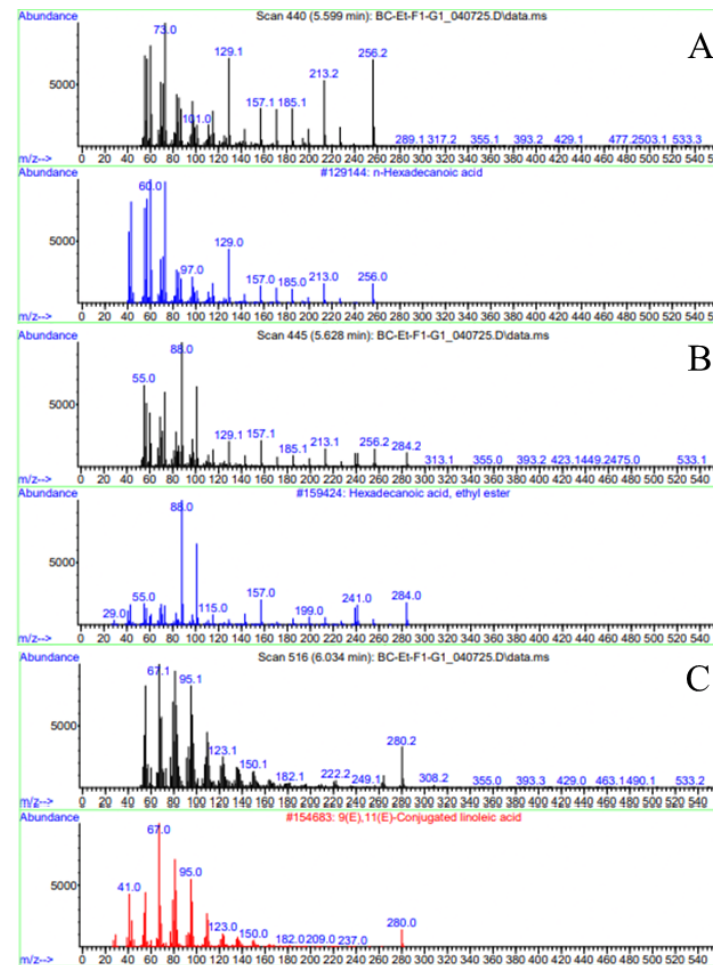 Abundance
Scan 440 (5.599 min): BC-Et-F1-G1_040725.D\data.ms
A
73.0
129.1
256.2
213.2
5000
157.1 185.1
101.0
289.1 317.2 355.1 393.2 429.1 477.2503.1 533.3
0 20 40 60 80 100 120 140 160 180 200 220 240 260 280 300 320 340 360 380 400 420 440 460 480 500 520 540
m/z-->
Abundance
#129144: n-Hexadecanoic acid
60.0
129.0
5000
97.0
157.0 185.0 213.0 256.0
0 20 40 60 80 100 120 140 160 180 200 220 240 260 280 300 320 340 360 380 400 420 440 460 480 500 520 540
m/z-->
Abundance
Scan 445 (5.628 min): BC-Et-F1-G1_040725.D\data.ms
B
88.0
55.0
5000
129.1 157.1
185.1 213.1 256.2 284.2
313.1 355.0 393.2 423.1449.2475.0 533.1
0 20 40 60 80 100 120 140 160 180 200 220 240 260 280 300 320 340 360 380 400 420 440 460 480 500 520 540
m/z-->
Abundance
#159424: Hexadecanoic acid, ethyl ester
88.0
5000
157.0
29.0 55.0 115.0 199.0 241.0 284.0
0 20 40 60 80 100 120 140 160 180 200 220 240 260 280 300 320 340 360 380 400 420 440 460 480 500 520 540
m/z-->
Abundance
Scan 516 (6.034 min): BC-Et-F1-G1_040725.D\data.ms
C
67.1
95.1
5000
280.2
123.1
150.1
182.1 222.2 249.1 308.2 355.0 393.3 429.0 463.1 490.1 533.2
0 20 40 60 80 100 120 140 160 180 200 220 240 260 280 300 320 340 360 380 400 420 440 460 480 500 520 540
m/z-->
Abundance
#154683: 9(E),11(E)-Conjugated linoleic acid
67.0
41.0 95.0
5000
123.0 150.0 280.0
182.0 209.0 237.0
0 20 40 60 80 100 120 140 160 180 200 220 240 260 280 300 320 340 360 380 400 420 440 460 480 500 520 540
m/z-->